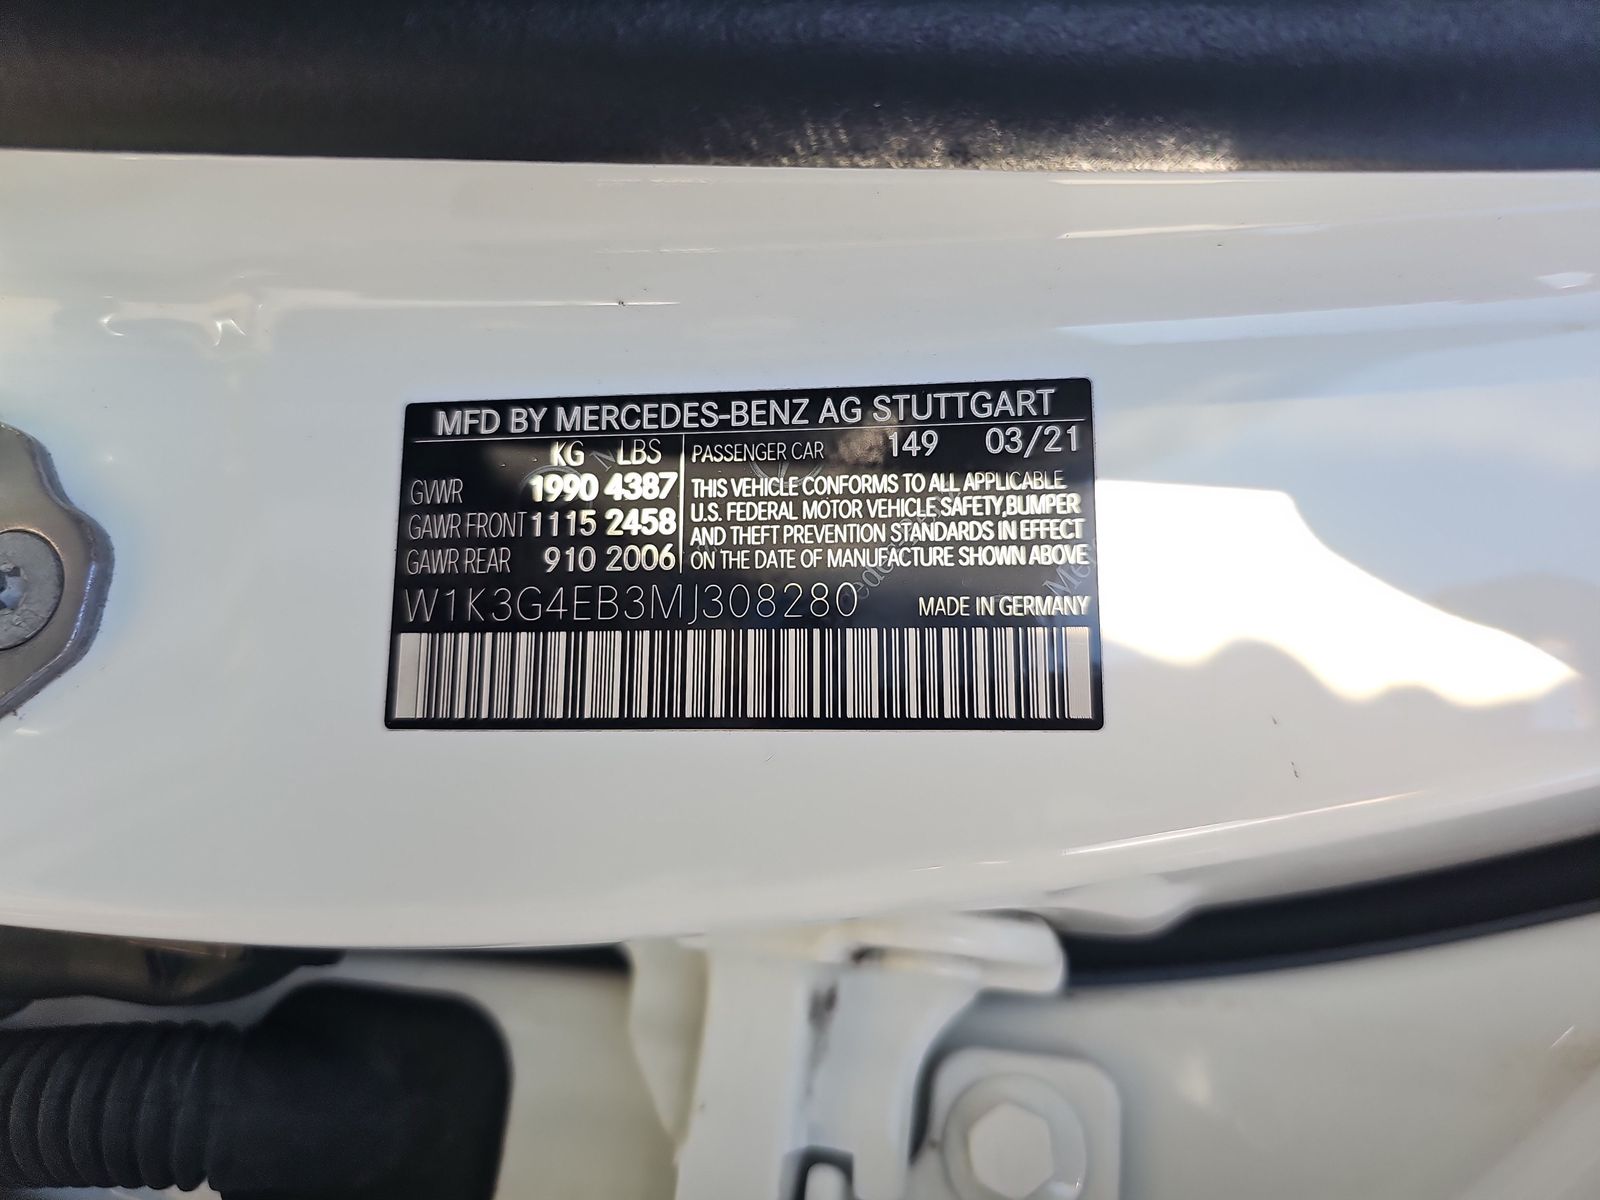 MFD BY MERCEDES-BENZ AG STUTTGART
KG LBS
GVWR 1990 4387
GAWR FRONT 1115 2458
GAWR REAR 910 2006
PASSENGER CAR 149 03/21
THIS VEHICLE CONFORMS TO ALL APPLICABLE
U.S. FEDERAL MOTOR VEHICLE SAFETY, BUMPER
AND THEFT PREVENTION STANDARDS IN EFFECT
ON THE DATE OF MANUFACTURE SHOWN ABOVE
W1K3G4EB3MJ308280
MADE IN GERMANY